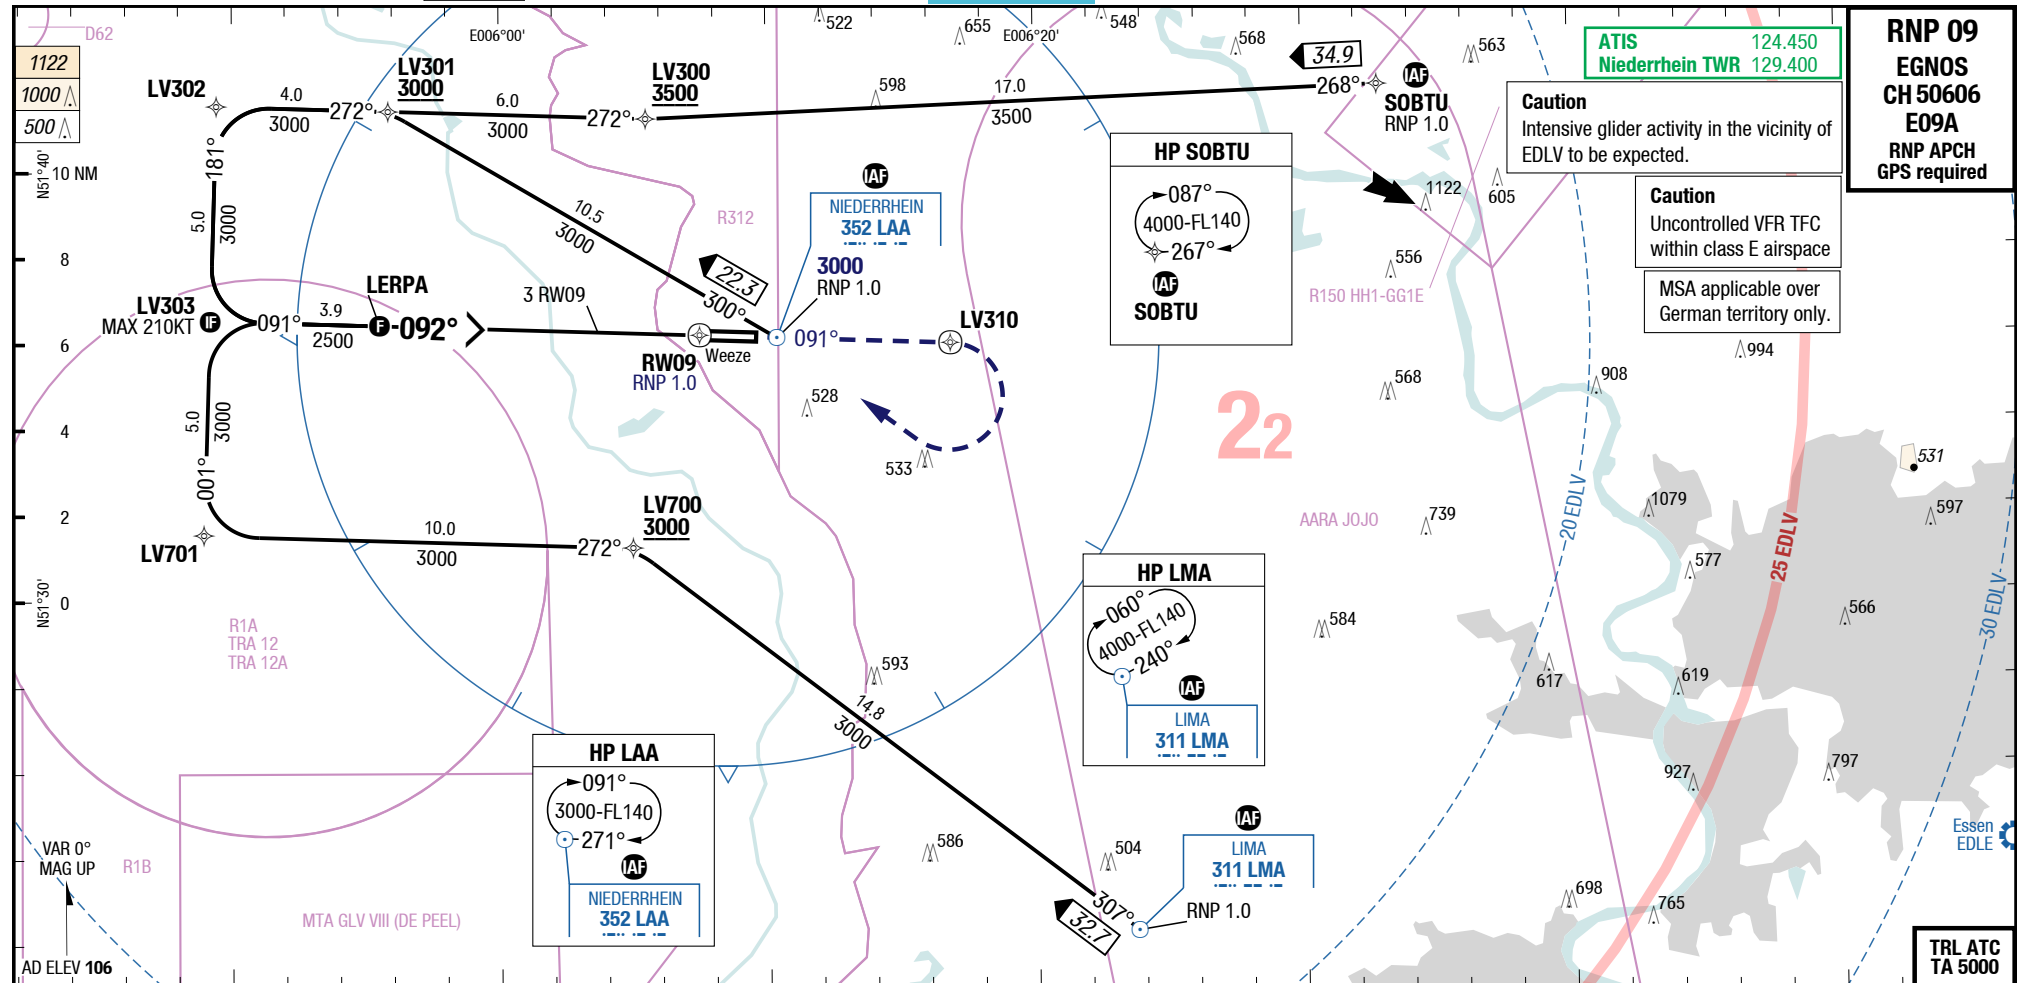 D62
1122
1000
500
N51°40'
10 NM
8
6
4
2
N51°30'
0
E006°00'
E006°20'
522
655
548
568
563
598
34.9
ATIS 124.450
Niederrhein TWR 129.400
RNP 09
EGNOS
CH 50606
E09A
RNP APCH
GPS required
Caution
Intensive glider activity in the vicinity of
EDLV to be expected.
Caution
Uncontrolled VFR TFC
within class E airspace
MSA applicable over
German territory only.
LV302
LV301
3000
LV300
3500
4.0
3000
272°
6.0
3000
272°
17.0
3500
268°
IAF
SOBTU
RNP 1.0
181°
5.0
3000
10.5
3000
22.3
300°
R312
IAF
NIEDERRHEIN
352 LAA
3000
RNP 1.0
HP SOBTU
087°
4000-FL140
267°
IAF
SOBTU
1122
605
556
R150 HH1-GG1E
994
908
568
LV303
MAX 210KT
IF
091°
3.9
2500
LERPA
F
092°
3 RW09
RW09
RNP 1.0
Weeze
091°
LV310
528
533
22
5.0
3000
001°
LV701
10.0
3000
272°
LV700
3000
14.8
3000
307°
32.7
AARA JOJO
739
20 EDLV
25 EDLV
30 EDLV
1079
577
531
597
566
584
617
619
593
R1A
TRA 12
TRA 12A
HP LMA
060°
4000-FL140
240°
IAF
LIMA
311 LMA
HP LAA
091°
3000-FL140
271°
IAF
NIEDERRHEIN
352 LAA
586
504
IAF
LIMA
311 LMA
RNP 1.0
927
797
698
765
Essen
EDLE
VAR 0°
MAG UP
R1B
MTA GLV VIII (DE PEEL)
AD ELEV 106
TRL ATC
TA 5000